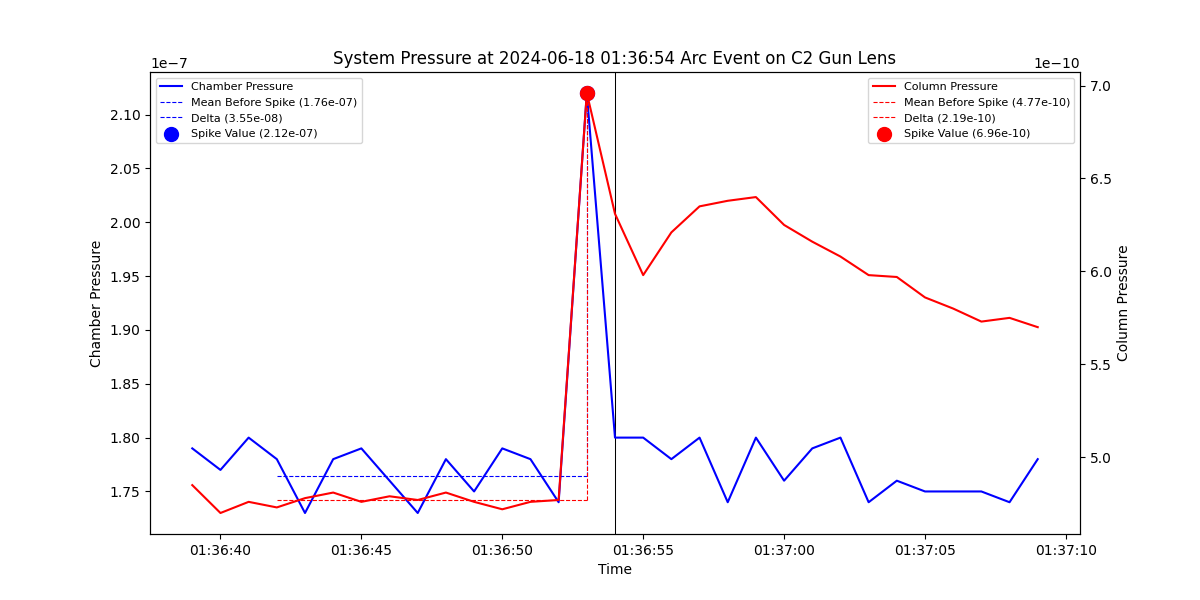 System Pressure at 2024-06-18 01:36:54 Arc Event on C2 Gun Lens
1e−7
1e−10
Chamber Pressure
Mean Before Spike (1.76e-07)
Delta (3.55e-08)
Spike Value (2.12e-07)
Column Pressure
Mean Before Spike (4.77e-10)
Delta (2.19e-10)
Spike Value (6.96e-10)
2.10
2.05
2.00
1.95
1.90
1.85
1.80
1.75
Chamber Pressure
7.0
6.5
6.0
5.5
5.0
Column Pressure
01:36:40 01:36:45 01:36:50 01:36:55 01:37:00 01:37:05 01:37:10
Time